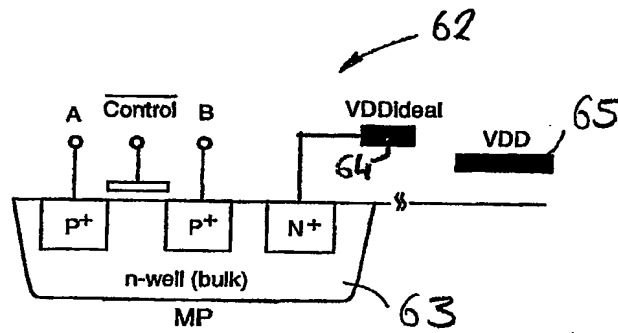 62
A Control B VDDideal VDD 65
64
P+ P+ N+
n-well (bulk)
MP 63